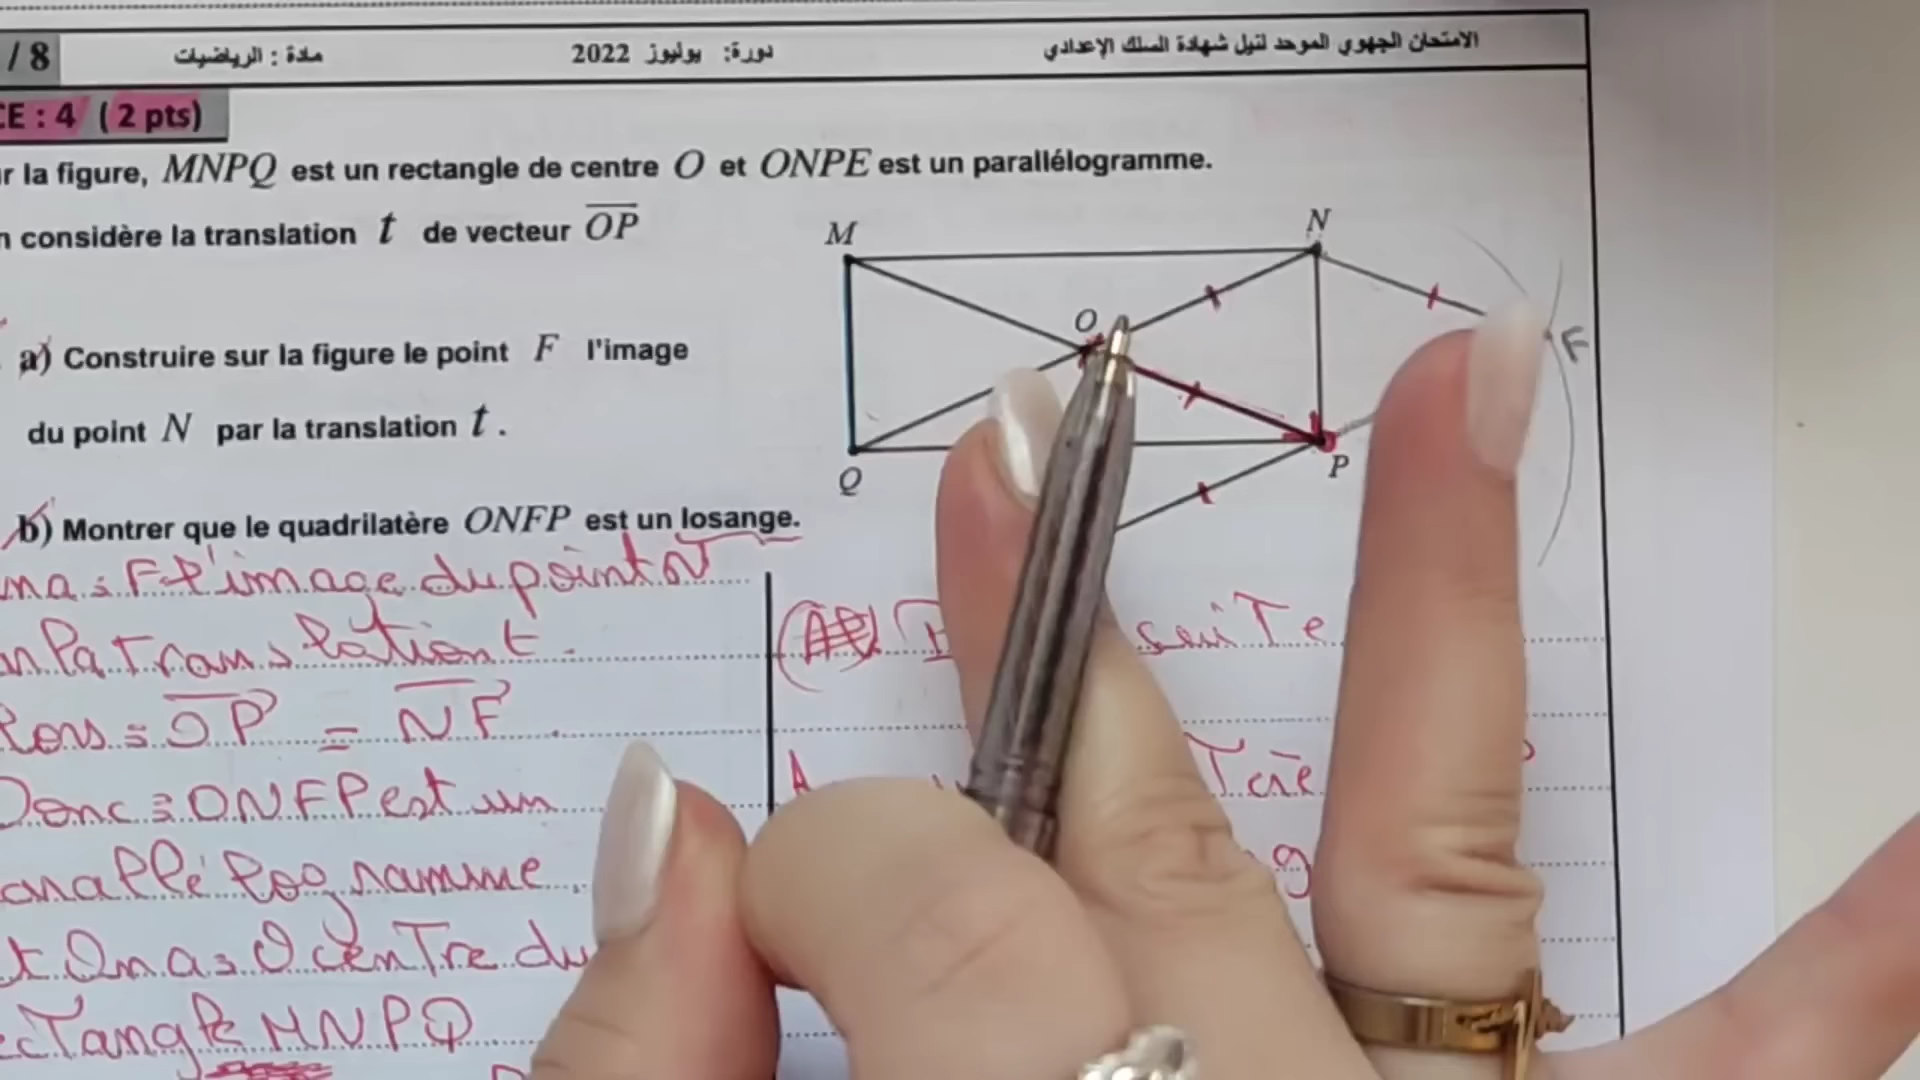 / 8
مادة : الرياضيات
دورة: يوليوز 2022
الامتحان الجهوي الموحد لنيل شهادة السلك الإعدادي
CE : 4 ( 2 pts)
r la figure, MNPQ est un rectangle de centre O et ONPE est un parallélogramme.
n considère la translation t de vecteur OP
M
N
O
F
Q
P
a) Construire sur la figure le point F l'image
du point N par la translation t .
b) Montrer que le quadrilatère ONFP est un losange.
na : F l'image du point N
la Translation t.
lors : OP = NF.
Donc : ONFP est un
rallélogramme.
t On a : O centre du
ectangle MNPQ